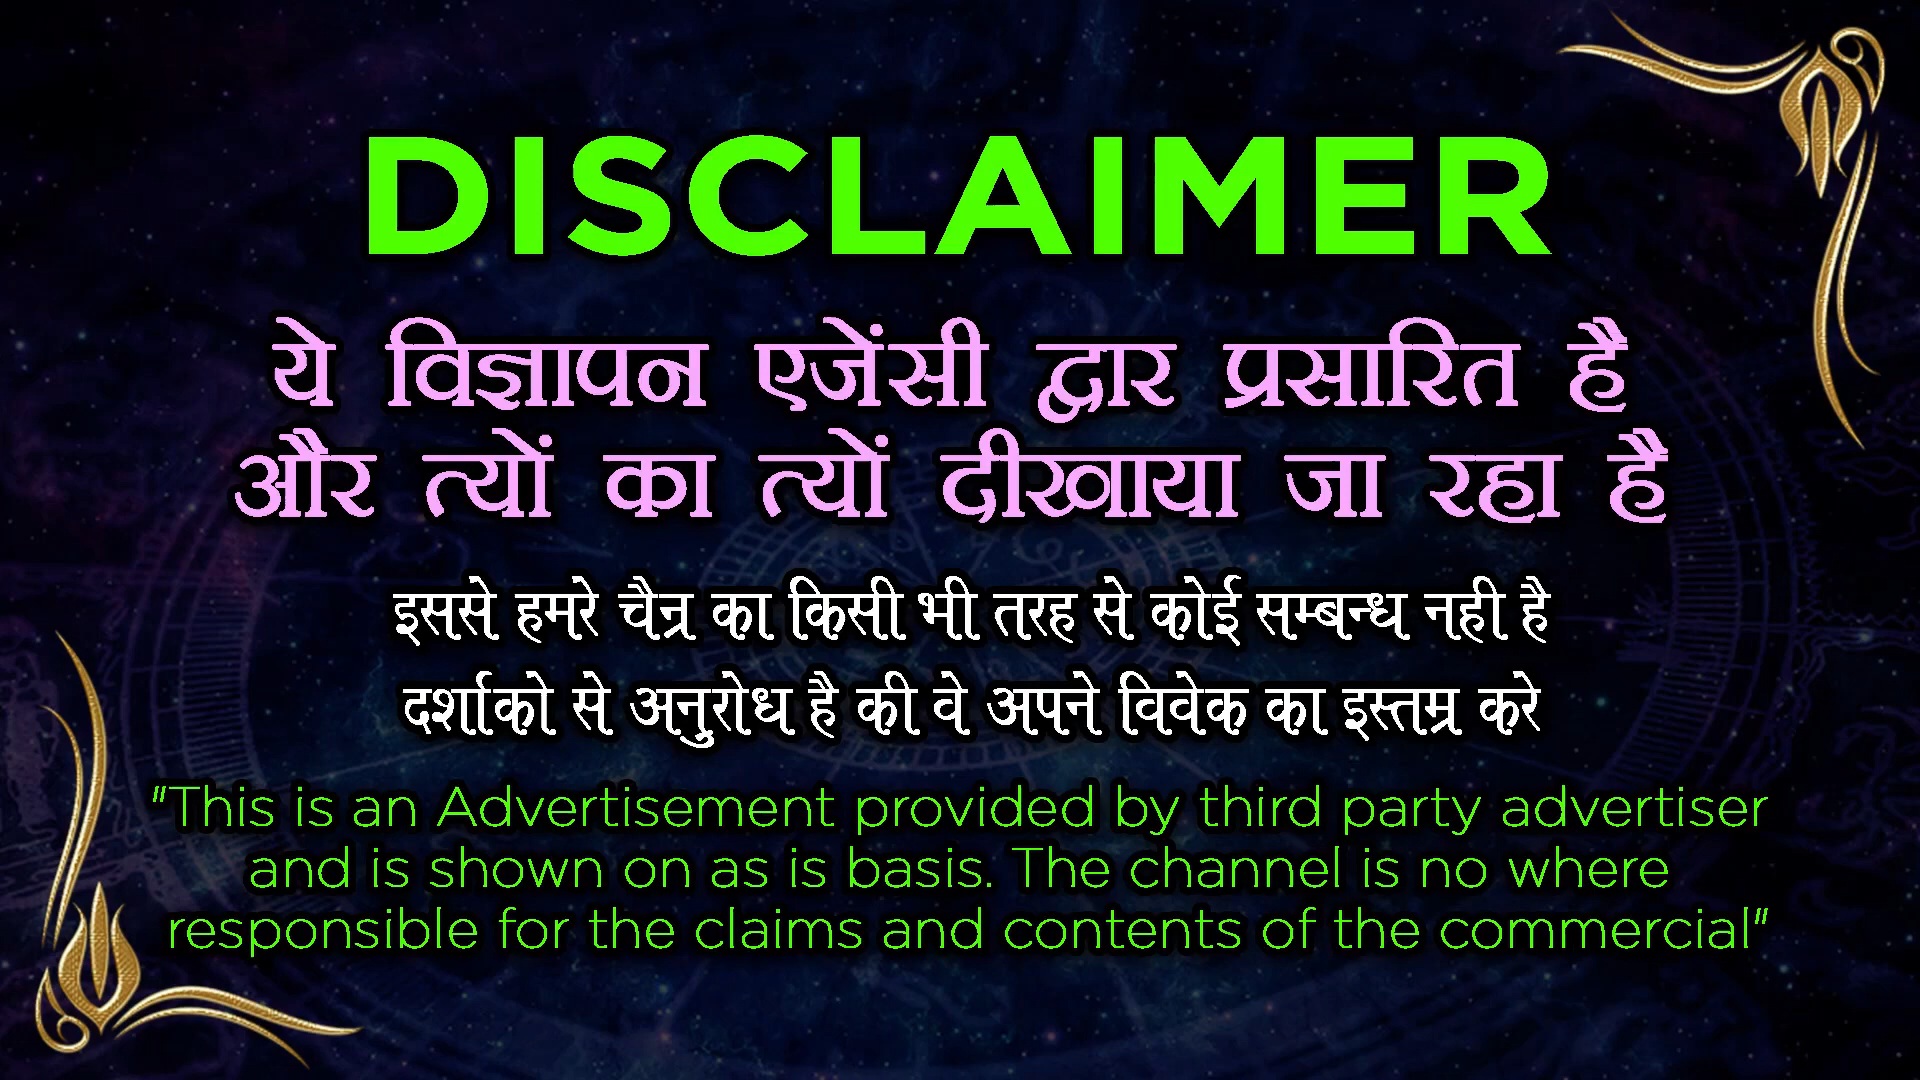 DISCLAIMER
ये विज्ञापन एजेंसी द्वार प्रसारित है
और त्यों का त्यों दीखाया जा रहा है
इससे हमरे चैन्र का किसी भी तरह से कोई सम्बन्ध नही है
दर्शाको से अनुरोध है की वे अपने विवेक का इस्तम्र करे
"This is an Advertisement provided by third party advertiser
and is shown on as is basis. The channel is no where
responsible for the claims and contents of the commercial"